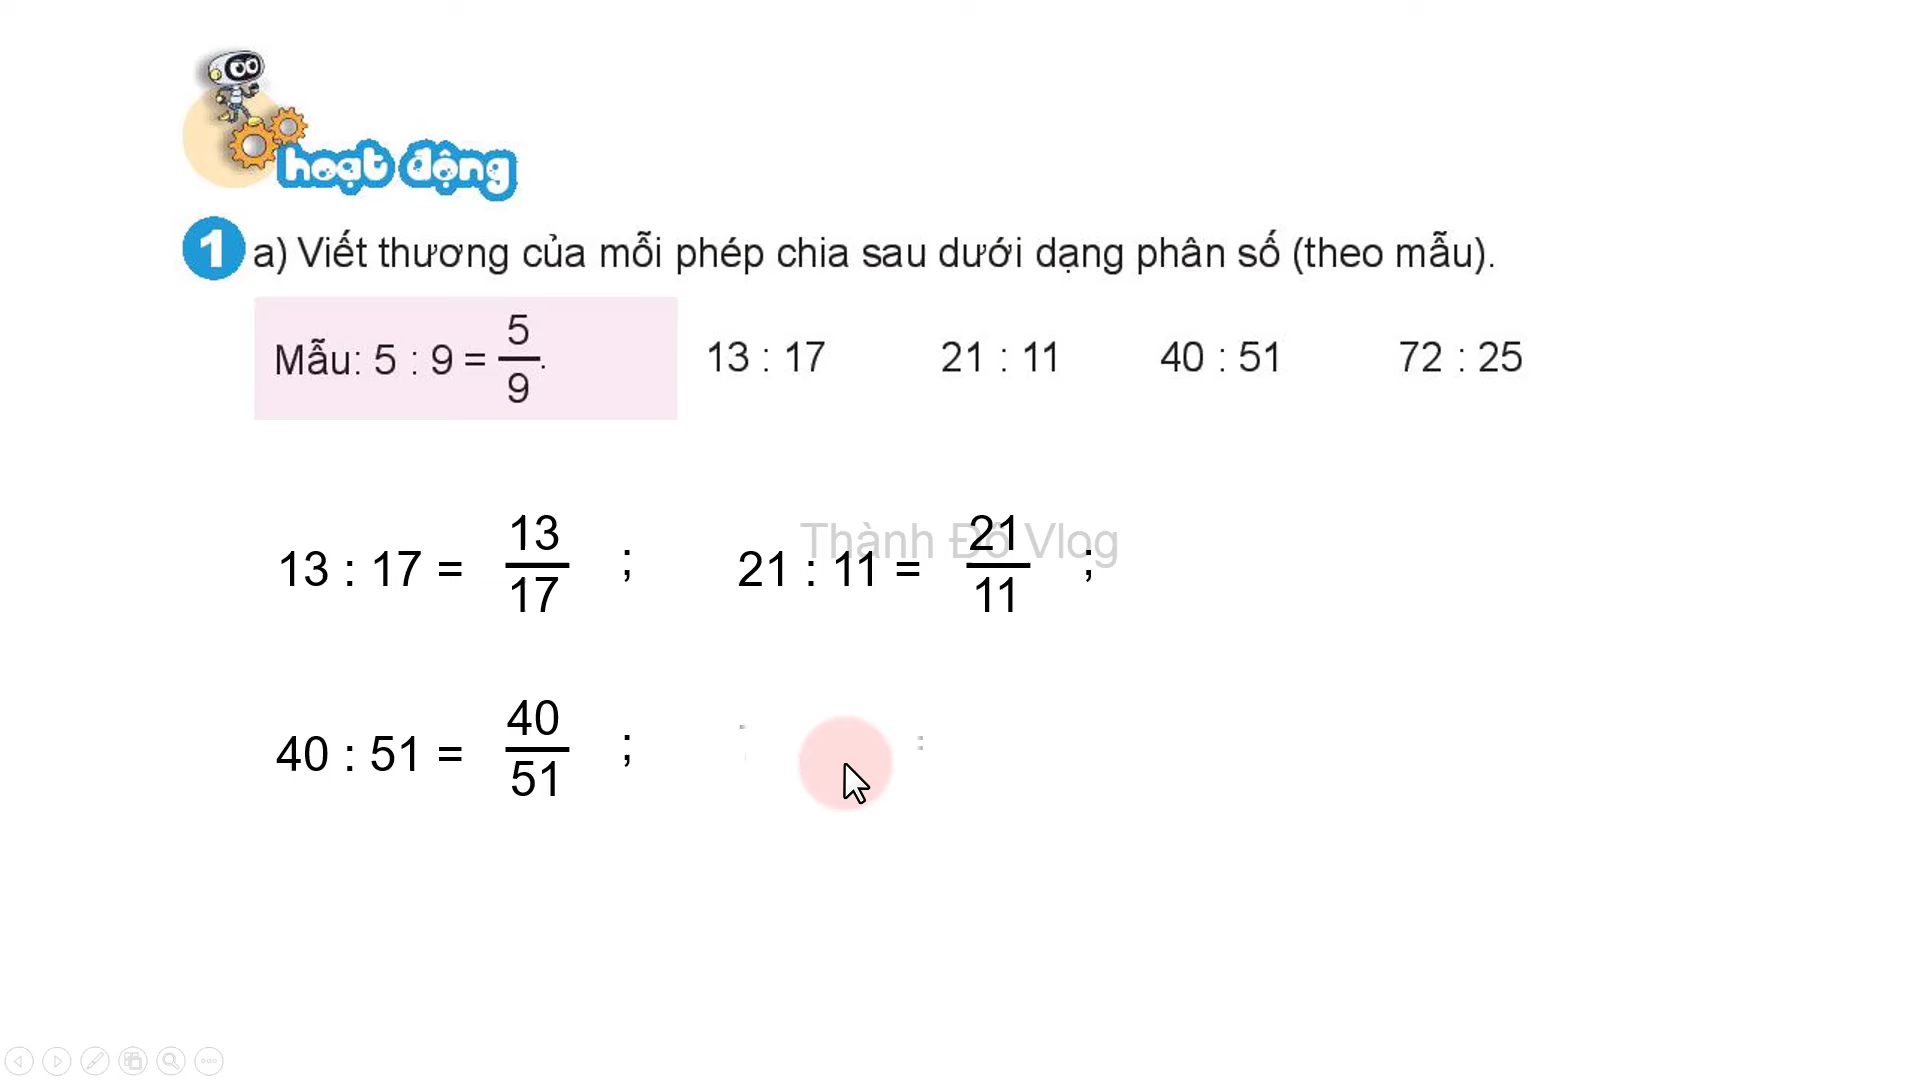 hoạt động
1 a) Viết thương của mỗi phép chia sau dưới dạng phân số (theo mẫu).
Mẫu: 5 : 9 = 5/9. 13 : 17 21 : 11 40 : 51 72 : 25
Thành Đô Vlog
13 : 17 = 13/17 ; 21 : 11 = 21/11 ;
40 : 51 = 40/51 ;